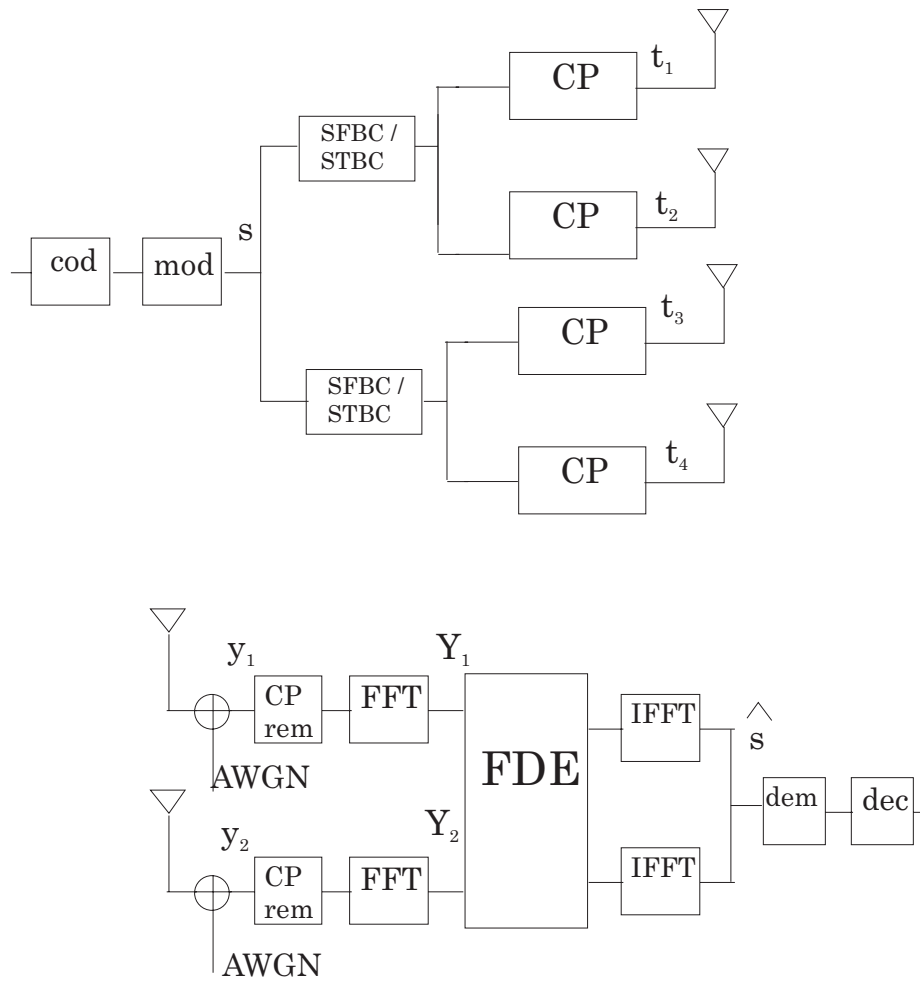 CP
t₁
SFBC /
STBC
CP
t₂
s
cod
mod
CP
t₃
SFBC /
STBC
CP
t₄
y₁
Y₁
CP
rem
FFT
IFFT
^
s
AWGN
FDE
dem
dec
y₂
Y₂
CP
rem
FFT
IFFT
AWGN